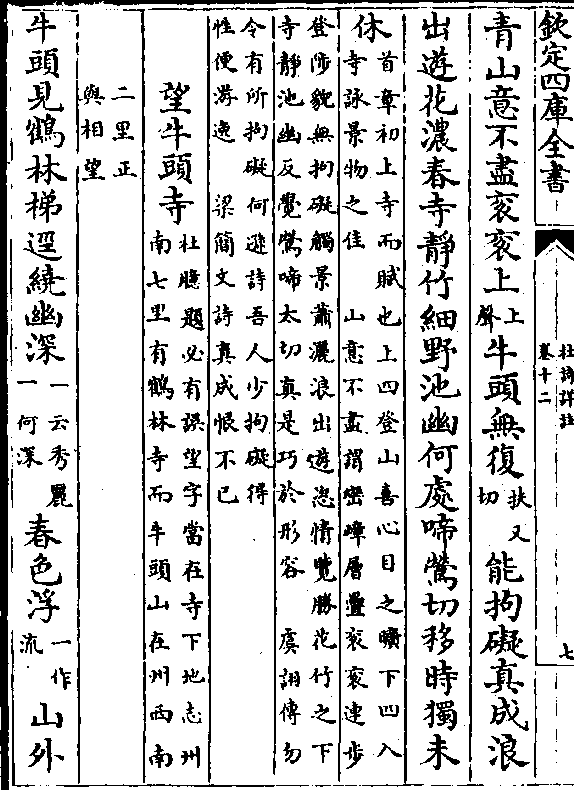 欽定四庫全書
杜詩詳註
卷十二
七
青山意不盡衮衮上上聲牛頭無復扶又切能拘礙真成浪
出遊花濃春寺靜竹細野池幽何處啼鶯切移時獨未
休首章初上寺而賦也上四登山喜心目之曠下四入
寺詠景物之佳 山意不盡謂巒嶂層疊衮衮連步
登陟貌無拘礙觸景蕭灑浪出遊恣情覽勝花竹之下
寺靜池幽反覺鶯啼太切真是巧於形容 虞詡傳勿
令有所拘礙何遜詩吾人少拘礙得
性便游逸 梁簡文詩真成恨不已
望牛頭寺杜臆題必有誤望字當在寺下地志州
南七里有鶴林寺而牛頭山在州西南
二里正
與相望
牛頭見鶴林梯逕繞幽深一云秀麗一何深春色浮一作流山外